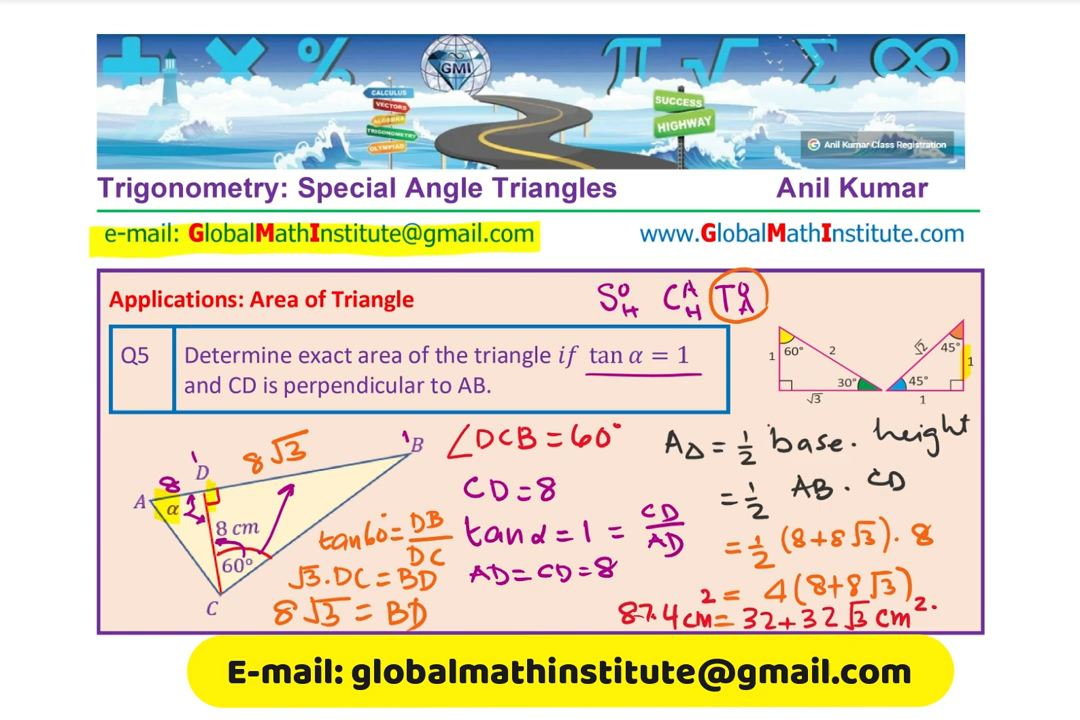 GMI
CALCULUS
VECTORS
ALGEBRA
TRIGONOMETRY
OLYMPIAD
SUCCESS
HIGHWAY
G Anil Kumar Class Registration
Trigonometry: Special Angle Triangles Anil Kumar
e-mail: GlobalMathInstitute@gmail.com www.GlobalMathInstitute.com
Applications: Area of Triangle
S O/H C A/H T O/A
Q5 Determine exact area of the triangle if tan α = 1
and CD is perpendicular to AB.
60° 2 1 30° √3
√2 45° 1 45° 1
A 8 D 8√3 B
α 8 cm
60°
C
∠DCB = 60°
CD = 8
tan α = 1 = CD/AD
AD = CD = 8
tan 60° = DB/DC
√3 . DC = BD
8√3 = BD
A△ = 1/2 base . height
= 1/2 AB . CD
= 1/2 (8+8√3) . 8
= 4(8+8√3)
87.4 cm² = 32+32√3 cm².
E-mail: globalmathinstitute@gmail.com